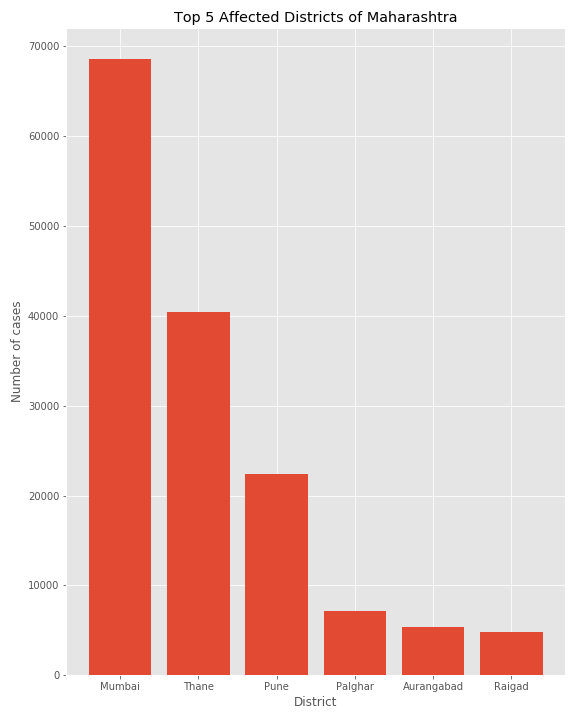 Top 5 Affected Districts of Maharashtra
70000
60000
50000
40000
30000
20000
10000
0
Number of cases
Mumbai Thane Pune Palghar Aurangabad Raigad
District